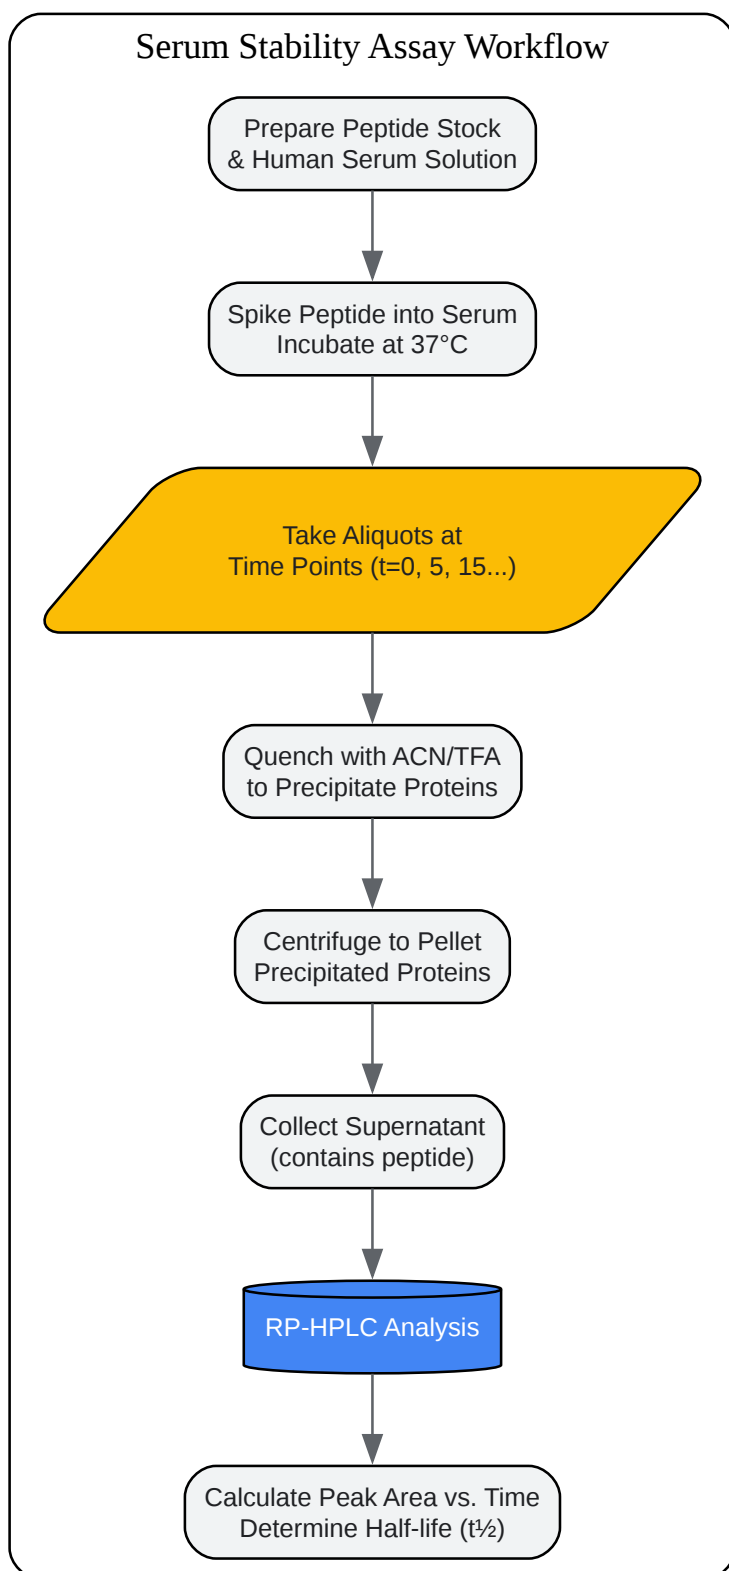 Serum Stability Assay Workflow
Prepare Peptide Stock
& Human Serum Solution
Spike Peptide into Serum
Incubate at 37°C
Take Aliquots at
Time Points (t=0, 5, 15...)
Quench with ACN/TFA
to Precipitate Proteins
Centrifuge to Pellet
Precipitated Proteins
Collect Supernatant
(contains peptide)
RP-HPLC Analysis
Calculate Peak Area vs. Time
Determine Half-life (t½)